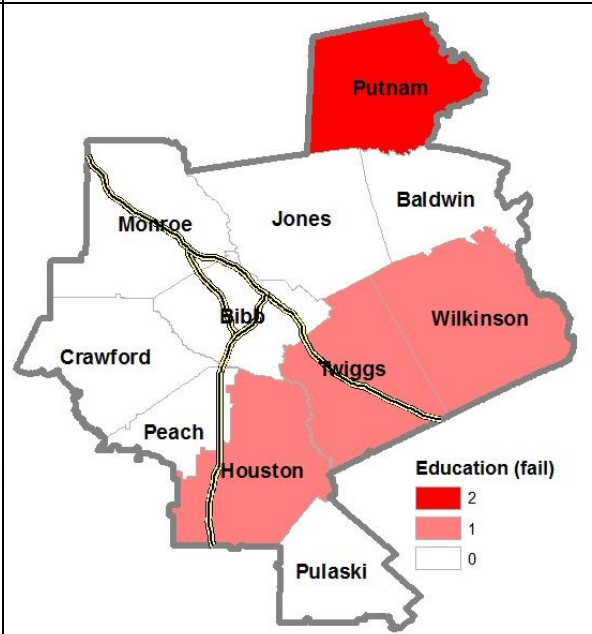 Putnam
Baldwin
Jones
Monroe
Wilkinson
Bibb
Crawford
Twiggs
Peach
Houston
Education (fail)
2
1
0
Pulaski